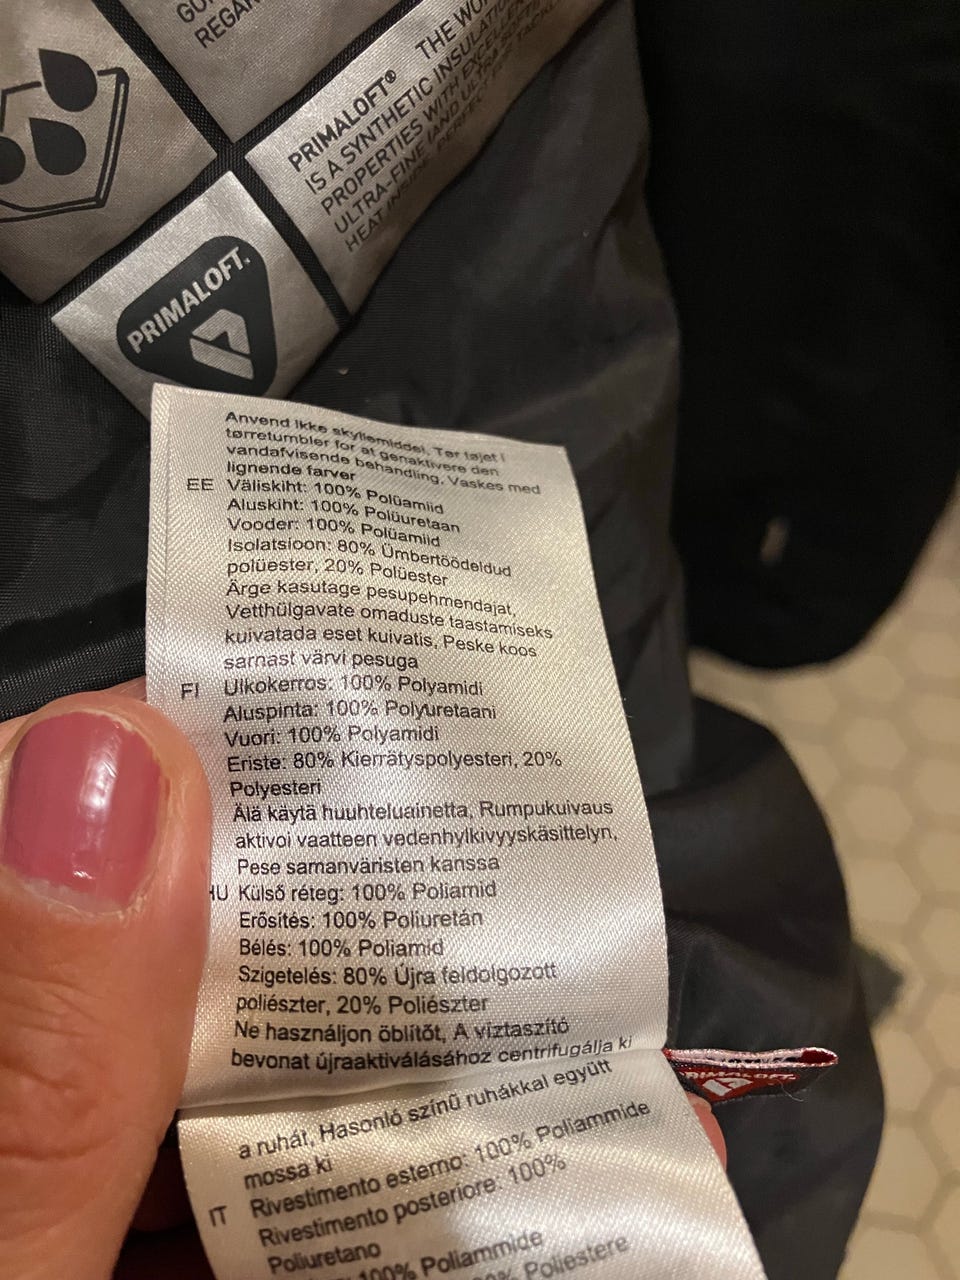 REGAR
PRIMALOFT® THE WO
IS A SYNTHETIC INSULATIO
PROPERTIES WITH EXCELLEN
ULTRA-FINE
HEAT
PRIMALOFT
Anvend ikke skyllemiddel, Tør tøjet i
tørretumbler for at genaktivere den
vandafvisende behandling, Vaskes med
lignende farver
EE Väliskiht: 100% Polüamiid
Aluskiht: 100% Polüuretaan
Vooder: 100% Polüamiid
Isolatsioon: 80% Ümbertöödeldud
polüester, 20% Polüester
Ärge kasutage pesupehmendajat,
Vetthülgavate omaduste taastamiseks
kuivatada eset kuivatis, Peske koos
sarnast värvi pesuga
FI Ulkokerros: 100% Polyamidi
Aluspinta: 100% Polyuretaani
Vuori: 100% Polyamidi
Eriste: 80% Kierrätyspolyesteri, 20%
Polyesteri
Älä käytä huuhteluainetta, Rumpukuivaus
aktivoi vaatteen vedenhylkivyyskäsittelyn,
Pese samanväristen kanssa
HU Külső réteg: 100% Poliamid
Erősítés: 100% Poliuretán
Bélés: 100% Poliamid
Szigetelés: 80% Újra feldolgozott
poliészter, 20% Poliészter
Ne használjon öblítőt, A víztaszító
bevonat újraaktiválásához centrifugálja ki
a ruhát, Hasonló színű ruhákkal együtt
mossa ki
IT Rivestimento esterno: 100% Poliammide
Rivestimento posteriore: 100%
Poliuretano
100% Poliammide
Poliestere
PRIMALOFT